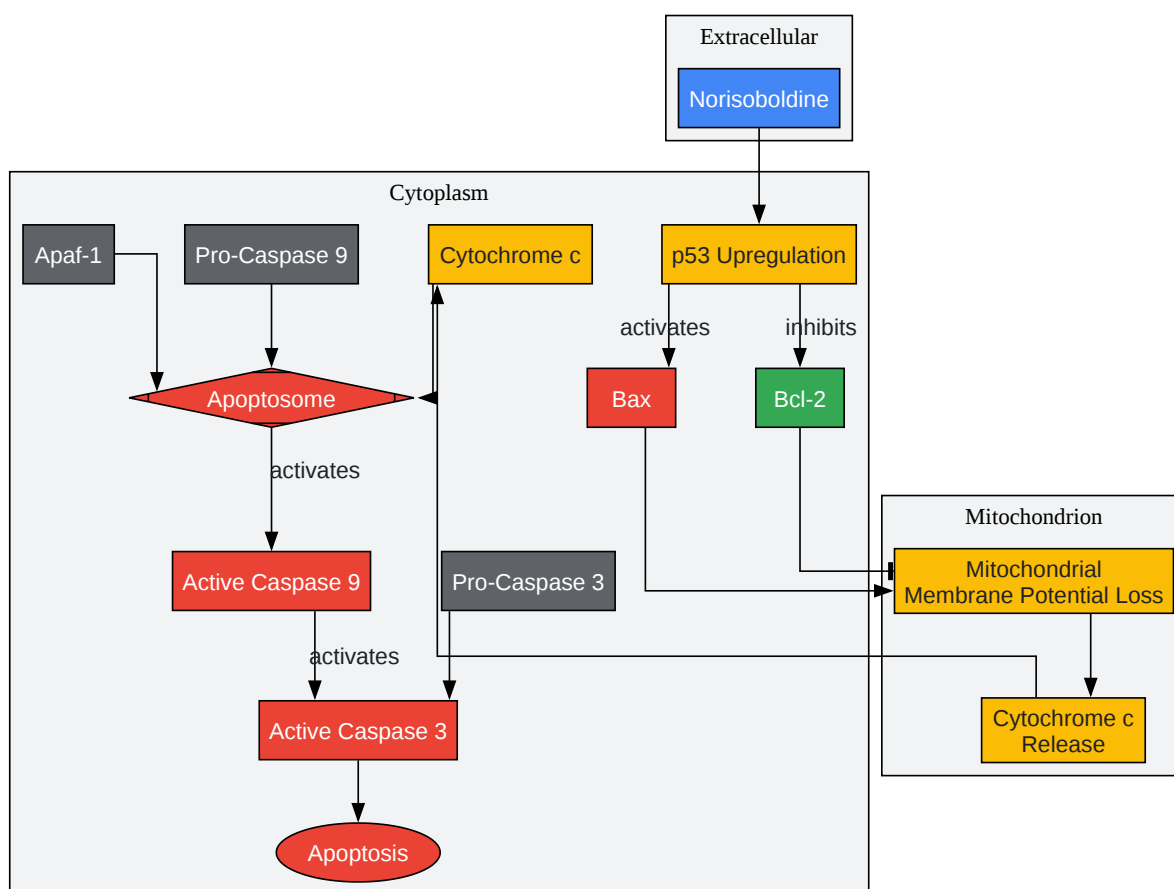 Extracellular
Norisoboldine
Cytoplasm
Apaf-1
Pro-Caspase 9
Cytochrome c
p53 Upregulation
activates
inhibits
Apoptosome
Bax
Bcl-2
activates
Mitochondrion
Active Caspase 9
Pro-Caspase 3
Mitochondrial
Membrane Potential Loss
activates
Active Caspase 3
Cytochrome c
Release
Apoptosis